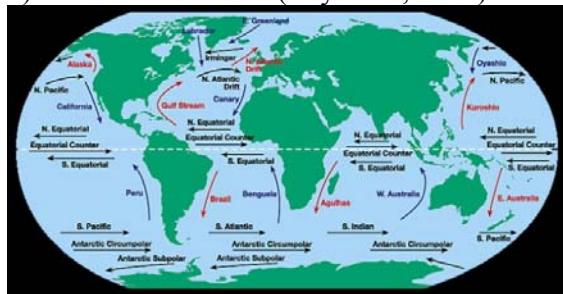 E. Greenland
Labrador
Irminger
Alaska
N. Atlantic
Drift
Oyashio
N. Pacific
N. Pacific
N. Atlantic
Drift
California
Gulf Stream
Canary
Kuroshio
N. Equatorial
N. Equatorial
N. Equatorial
N. Equatorial
Equatorial Counter
Equatorial Counter
Equatorial Counter
Equatorial Counter
S. Equatorial
S. Equatorial
S. Equatorial
S. Equatorial
Peru
Brazil
Benguela
Agulhas
W. Australia
E. Australia
S. Pacific
S. Atlantic
S. Indian
S. Pacific
Antarctic Circumpolar
Antarctic Circumpolar
Antarctic Circumpolar
Antarctic Subpolar
Antarctic Subpolar